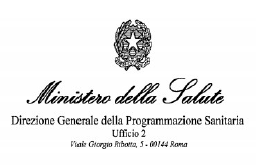 Ministero della Salute
Direzione Generale della Programmazione Sanitaria
Ufficio 2
Viale Giorgio Ribotta, 5 - 00144 Roma